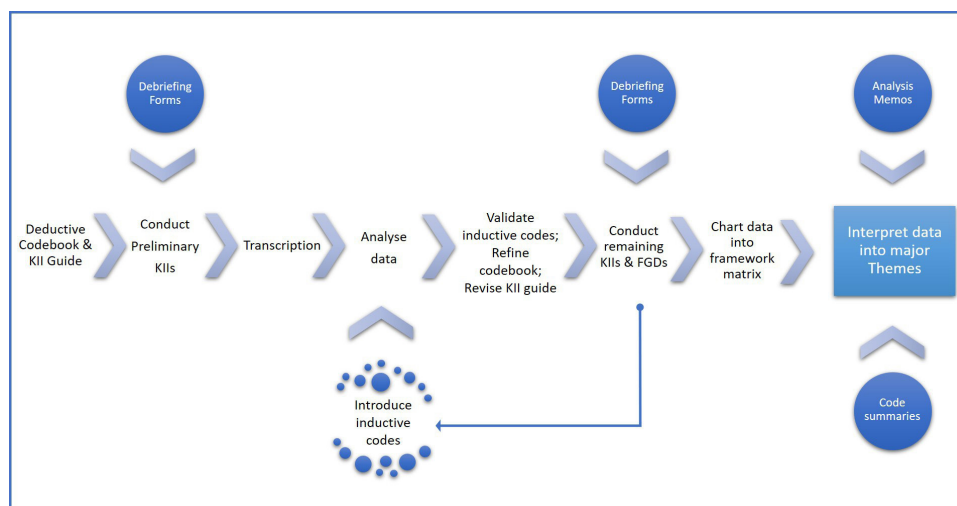 Debriefing
Forms
Debriefing
Forms
Analysis
Memos
Deductive
Codebook &
KII Guide
Conduct
Preliminary
KIIs
Transcription
Analyse
data
Validate
inductive codes;
Refine
codebook;
Revise KII guide
Conduct
remaining
KIIs & FGDs
Chart data
into
framework
matrix
Interpret data
into major
Themes
Introduce
inductive
codes
Code
summaries